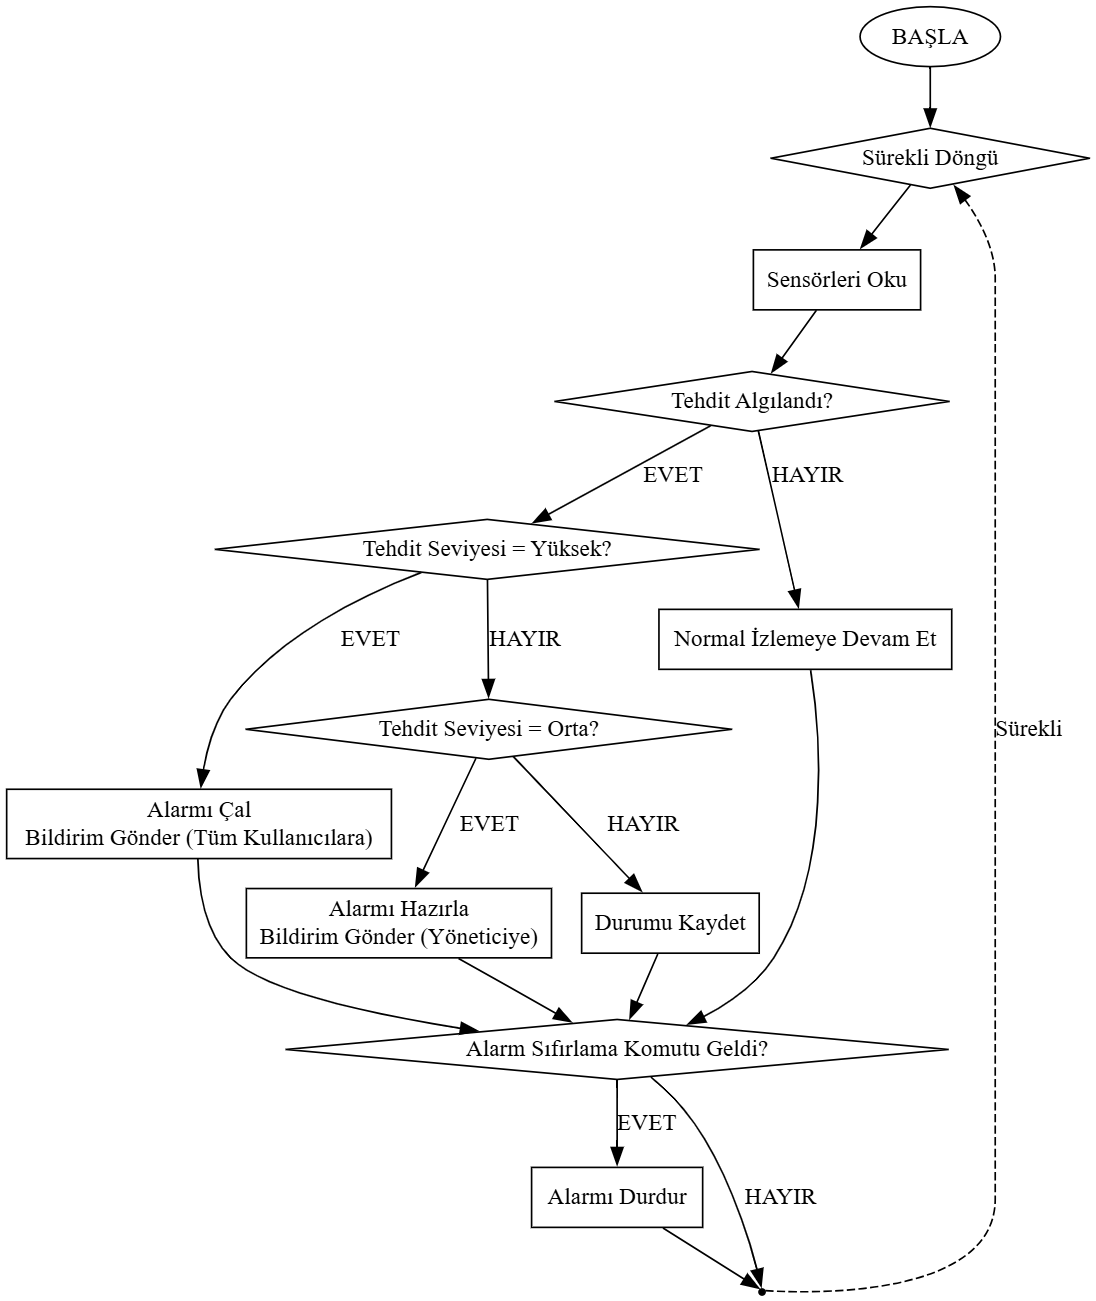 BAŞLA
Sürekli Döngü
Sensörleri Oku
Tehdit Algılandı?
EVET
HAYIR
Tehdit Seviyesi = Yüksek?
EVET
HAYIR
Normal İzlemeye Devam Et
Tehdit Seviyesi = Orta?
Sürekli
Alarmı Çal
Bildirim Gönder (Tüm Kullanıcılara)
EVET
HAYIR
Alarmı Hazırla
Bildirim Gönder (Yöneticiye)
Durumu Kaydet
Alarm Sıfırlama Komutu Geldi?
EVET
Alarmı Durdur
HAYIR